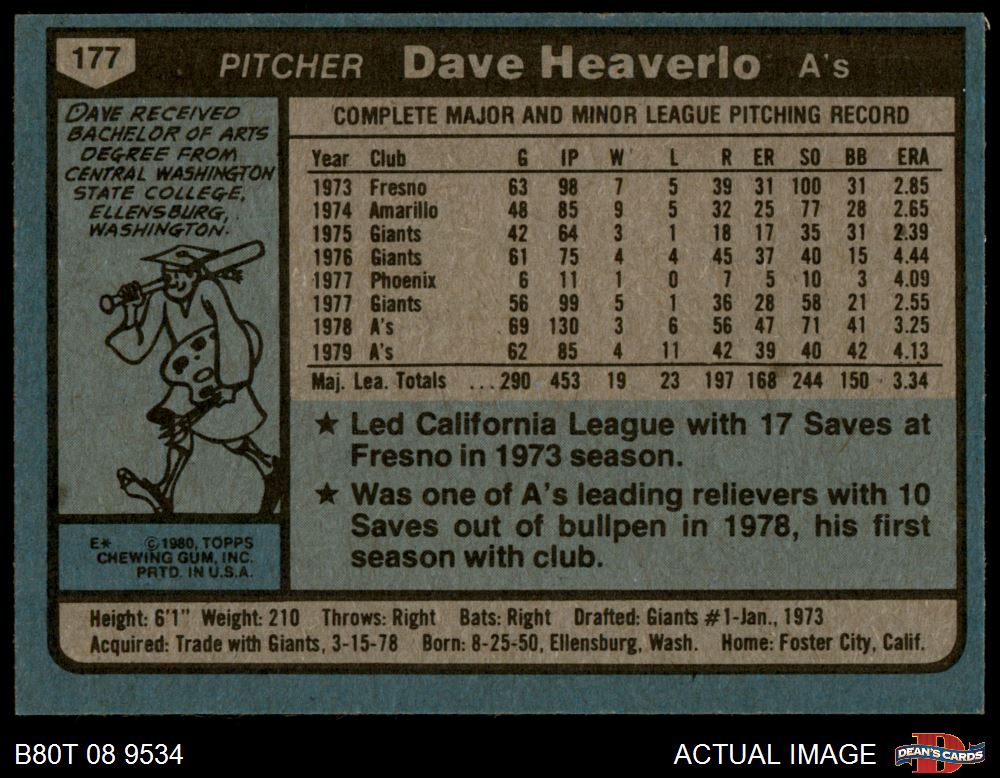 177
PITCHER Dave Heaverlo A's
DAVE RECEIVED
BACHELOR OF ARTS
DEGREE FROM
CENTRAL WASHINGTON
STATE COLLEGE,
ELLENSBURG,
WASHINGTON.
COMPLETE MAJOR AND MINOR LEAGUE PITCHING RECORD
Year Club G IP W L R ER SO BB ERA
1973 Fresno 63 98 7 5 39 31 100 31 2.85
1974 Amarillo 48 85 9 5 32 25 77 28 2.65
1975 Giants 42 64 3 1 18 17 35 31 2.39
1976 Giants 61 75 4 4 45 37 40 15 4.44
1977 Phoenix 6 11 1 0 7 5 10 3 4.09
1977 Giants 56 99 5 1 36 28 58 21 2.55
1978 A's 69 130 3 6 56 47 71 41 3.25
1979 A's 62 85 4 11 42 39 40 42 4.13
Maj. Lea. Totals ...290 453 19 23 197 168 244 150 3.34
★ Led California League with 17 Saves at
Fresno in 1973 season.
★ Was one of A's leading relievers with 10
Saves out of bullpen in 1978, his first
season with club.
E* © 1980, TOPPS
CHEWING GUM, INC.
PRTD. IN U.S.A.
Height: 6'1" Weight: 210 Throws: Right Bats: Right Drafted: Giants #1-Jan., 1973
Acquired: Trade with Giants, 3-15-78 Born: 8-25-50, Ellensburg, Wash. Home: Foster City, Calif.
B80T 08 9534
ACTUAL IMAGE
D
DEAN'S CARDS